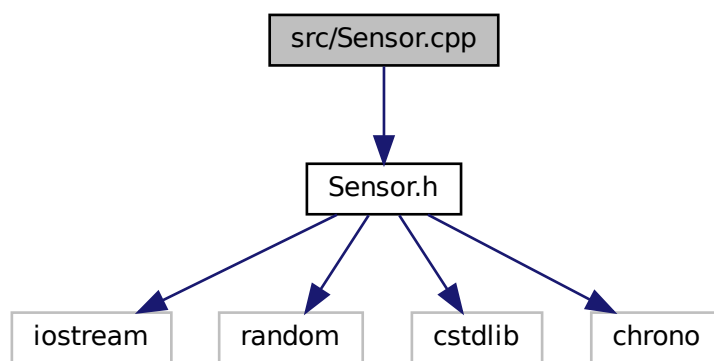 src/Sensor.cpp
Sensor.h
iostream
random
cstdlib
chrono